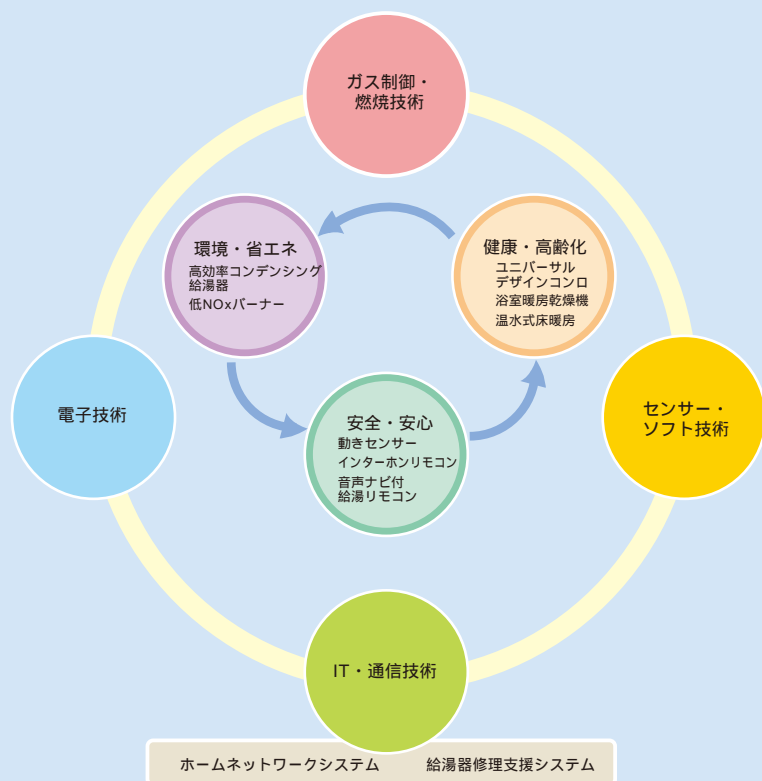 ガス制御・
燃焼技術
環境・省エネ
高効率コンデンシング
給湯器
低NOxバーナー
健康・高齢化
ユニバーサル
デザインコンロ
浴室暖房乾燥機
温水式床暖房
電子技術
安全・安心
動きセンサー
インターホンリモコン
音声ナビ付
給湯リモコン
センサー・
ソフト技術
IT・通信技術
ホームネットワークシステム
給湯器修理支援システム